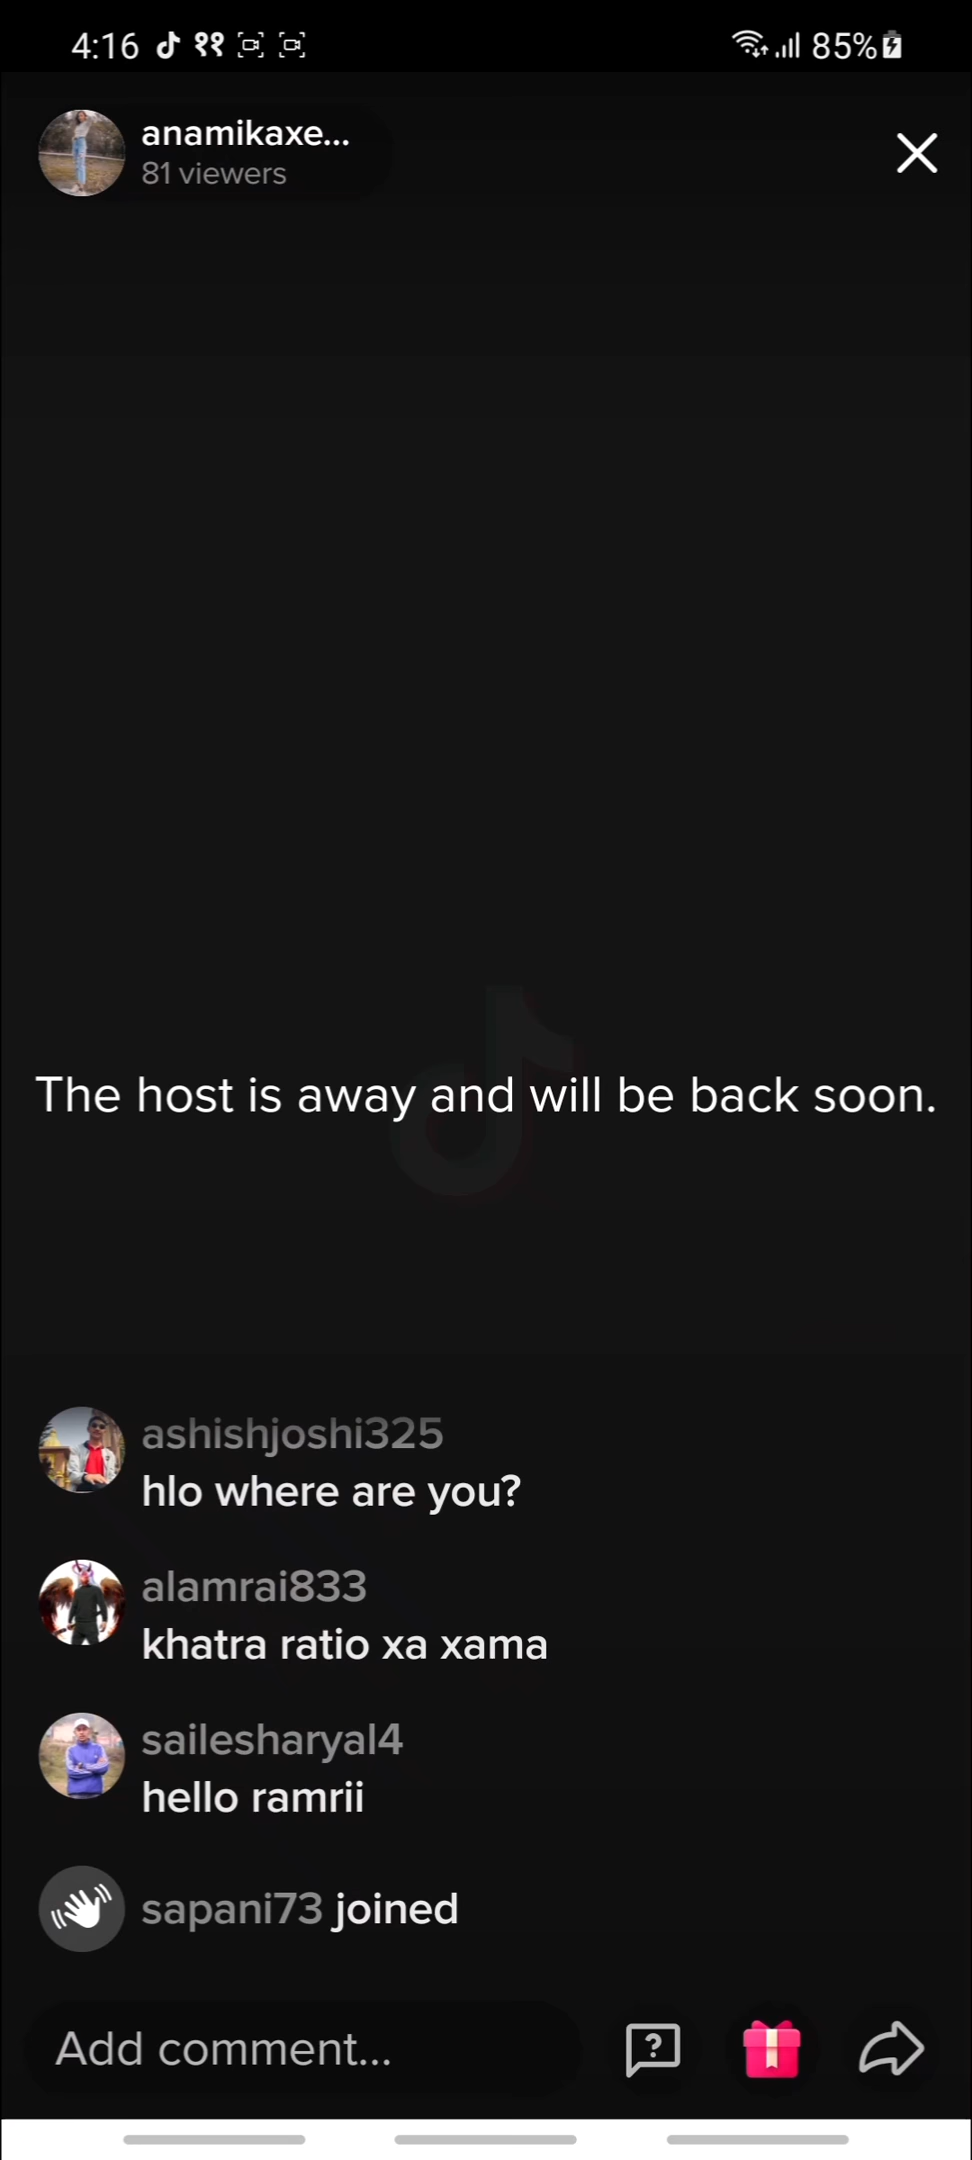 4:16 ११ 85%
anamikaxe...
81 viewers
The host is away and will be back soon.
ashishjoshi325
hlo where are you?
alamrai833
khatra ratio xa xama
sailesharyal4
hello ramrii
sapani73 joined
Add comment...